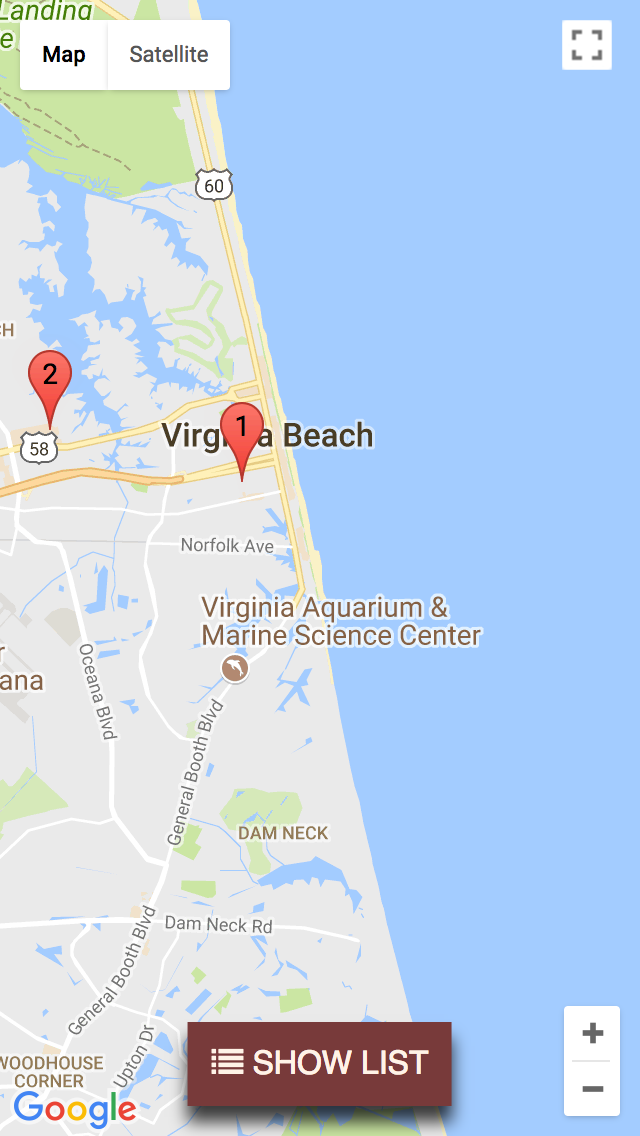 Landing
e
Map
Satellite
60
CH
2
1
Virginia Beach
58
Norfolk Ave
Virginia Aquarium &
Marine Science Center
r
ana
Oceana Blvd
General Booth Blvd
DAM NECK
Dam Neck Rd
General Booth Blvd
Upton Dr
WOODHOUSE
CORNER
SHOW LIST
Google